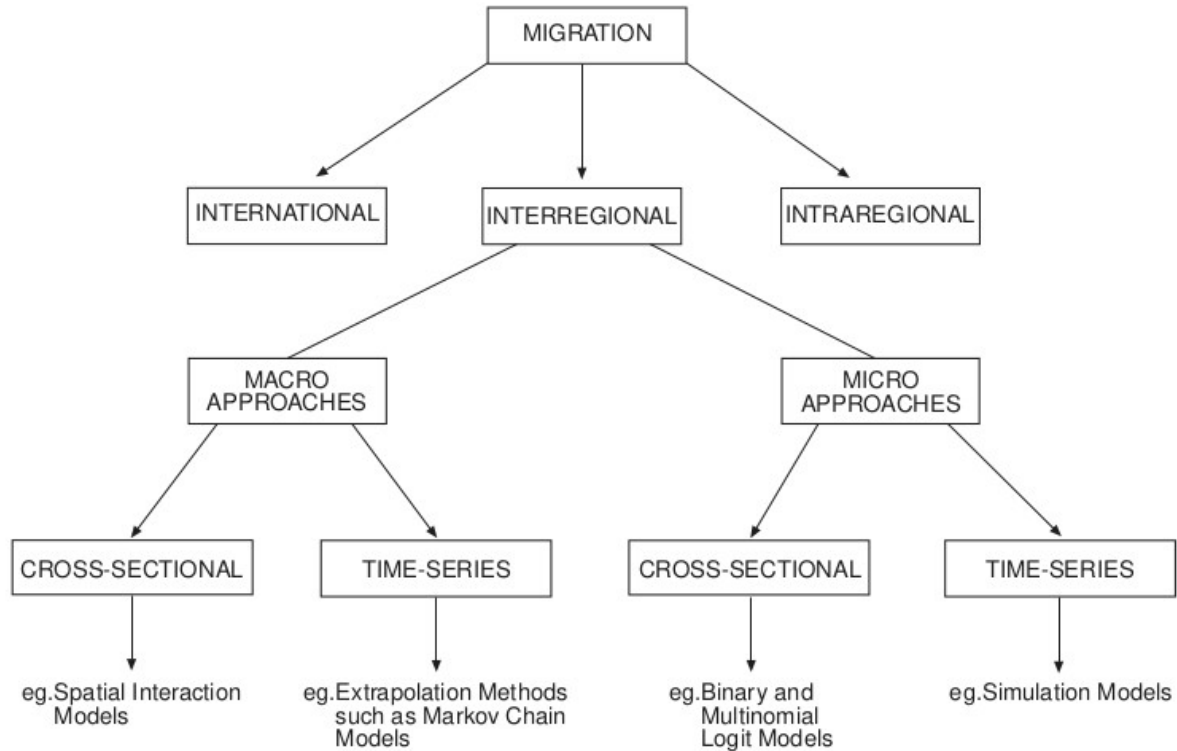 MIGRATION
INTERNATIONAL
INTERREGIONAL
INTRAREGIONAL
MACRO
APPROACHES
MICRO
APPROACHES
CROSS-SECTIONAL
TIME-SERIES
CROSS-SECTIONAL
TIME-SERIES
eg.Spatial Interaction
Models
eg.Extrapolation Methods
such as Markov Chain
Models
eg.Binary and
Multinomial
Logit Models
eg.Simulation Models